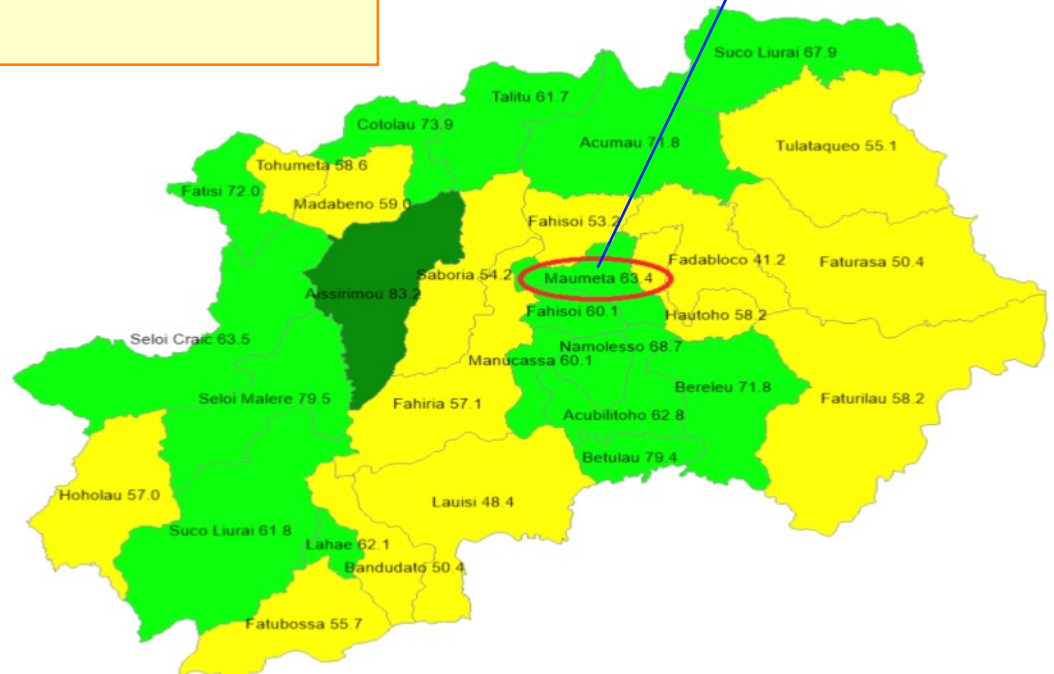 Suco Liurai 67.9
Talitu 61.7
Cotolau 73.9
Acumau 71.8
Tulataqueo 55.1
Tohumeta 58.6
Fatisi 72.0
Madabeno 59.0
Fahisoi 53.2
Fadabloco 41.2
Faturasa 50.4
Saboria 54.2
Maumeta 63.4
Aissirimou 83.2
Fahisoi 60.1
Hautoho 58.2
Seloi Craic 63.5
Namolesso 68.7
Manucassa 60.1
Bereleu 71.8
Seloi Malere 79.5
Fahiria 57.1
Faturilau 58.2
Acubilitoho 62.8
Betulau 79.4
Hoholau 57.0
Lauisi 48.4
Suco Liurai 61.8
Lahae 62.1
Bandudato 50.4
Fatubossa 55.7